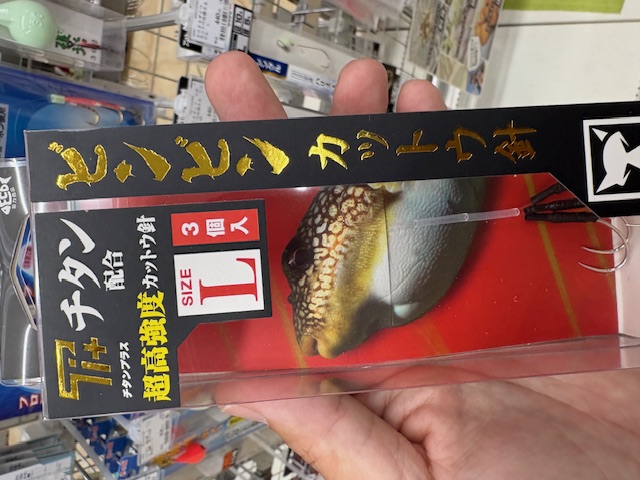 ビンビンカットウ針
Ti+
チタンプラス
チタン
配合
超高強度カットウ針
SIZE
L
3個入